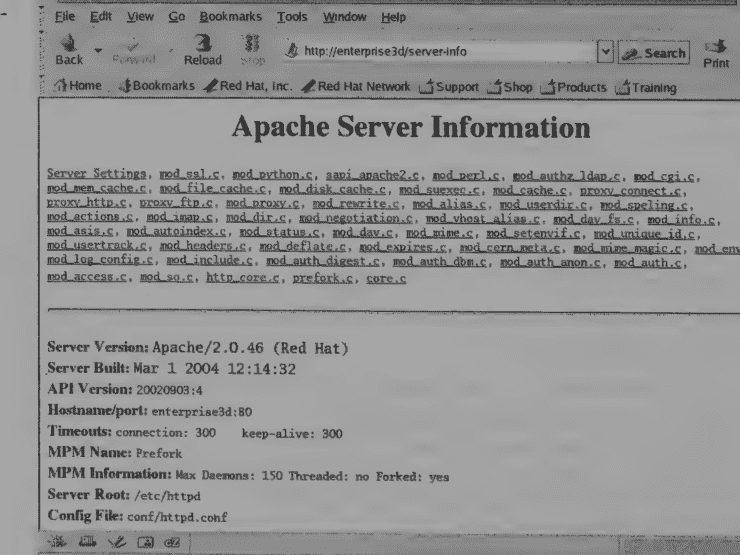 File Edit View Go Bookmarks Tools Window Help
http://enterprise3d/server-info Search
Back Forward Reload Stop Print
Home Bookmarks Red Hat, Inc. Red Hat Network Support Shop Products Training
Apache Server Information
Server Settings, mod_ssl.c, mod_python.c, sapi_apache2.c, mod_perl.c, mod_authz_ldap.c, mod_cgi.c,
mod_mem_cache.c, mod_file_cache.c, mod_disk_cache.c, mod_suexec.c, mod_cache.c, proxy_connect.c,
proxy_http.c, proxy_ftp.c, mod_proxy.c, mod_rewrite.c, mod_alias.c, mod_userdir.c, mod_speling.c,
mod_actions.c, mod_imap.c, mod_dir.c, mod_negotiation.c, mod_vhost_alias.c, mod_dav_fs.c, mod_info.c,
mod_asis.c, mod_autoindex.c, mod_status.c, mod_dav.c, mod_mime.c, mod_setenvif.c, mod_unique_id.c,
mod_usertrack.c, mod_headers.c, mod_deflate.c, mod_expires.c, mod_cern_meta.c, mod_mime_magic.c, mod_env
mod_log_config.c, mod_include.c, mod_auth_digest.c, mod_auth_dbm.c, mod_auth_anon.c, mod_auth.c,
mod_access.c, mod_so.c, http_core.c, prefork.c, core.c
Server Version: Apache/2.0.46 (Red Hat)
Server Built: Mar 1 2004 12:14:32
API Version: 20020903:4
Hostname/port: enterprise3d:80
Timeouts: connection: 300 keep-alive: 300
MPM Name: Prefork
MPM Information: Max Daemons: 150 Threaded: no Forked: yes
Server Root: /etc/httpd
Config File: conf/httpd.conf